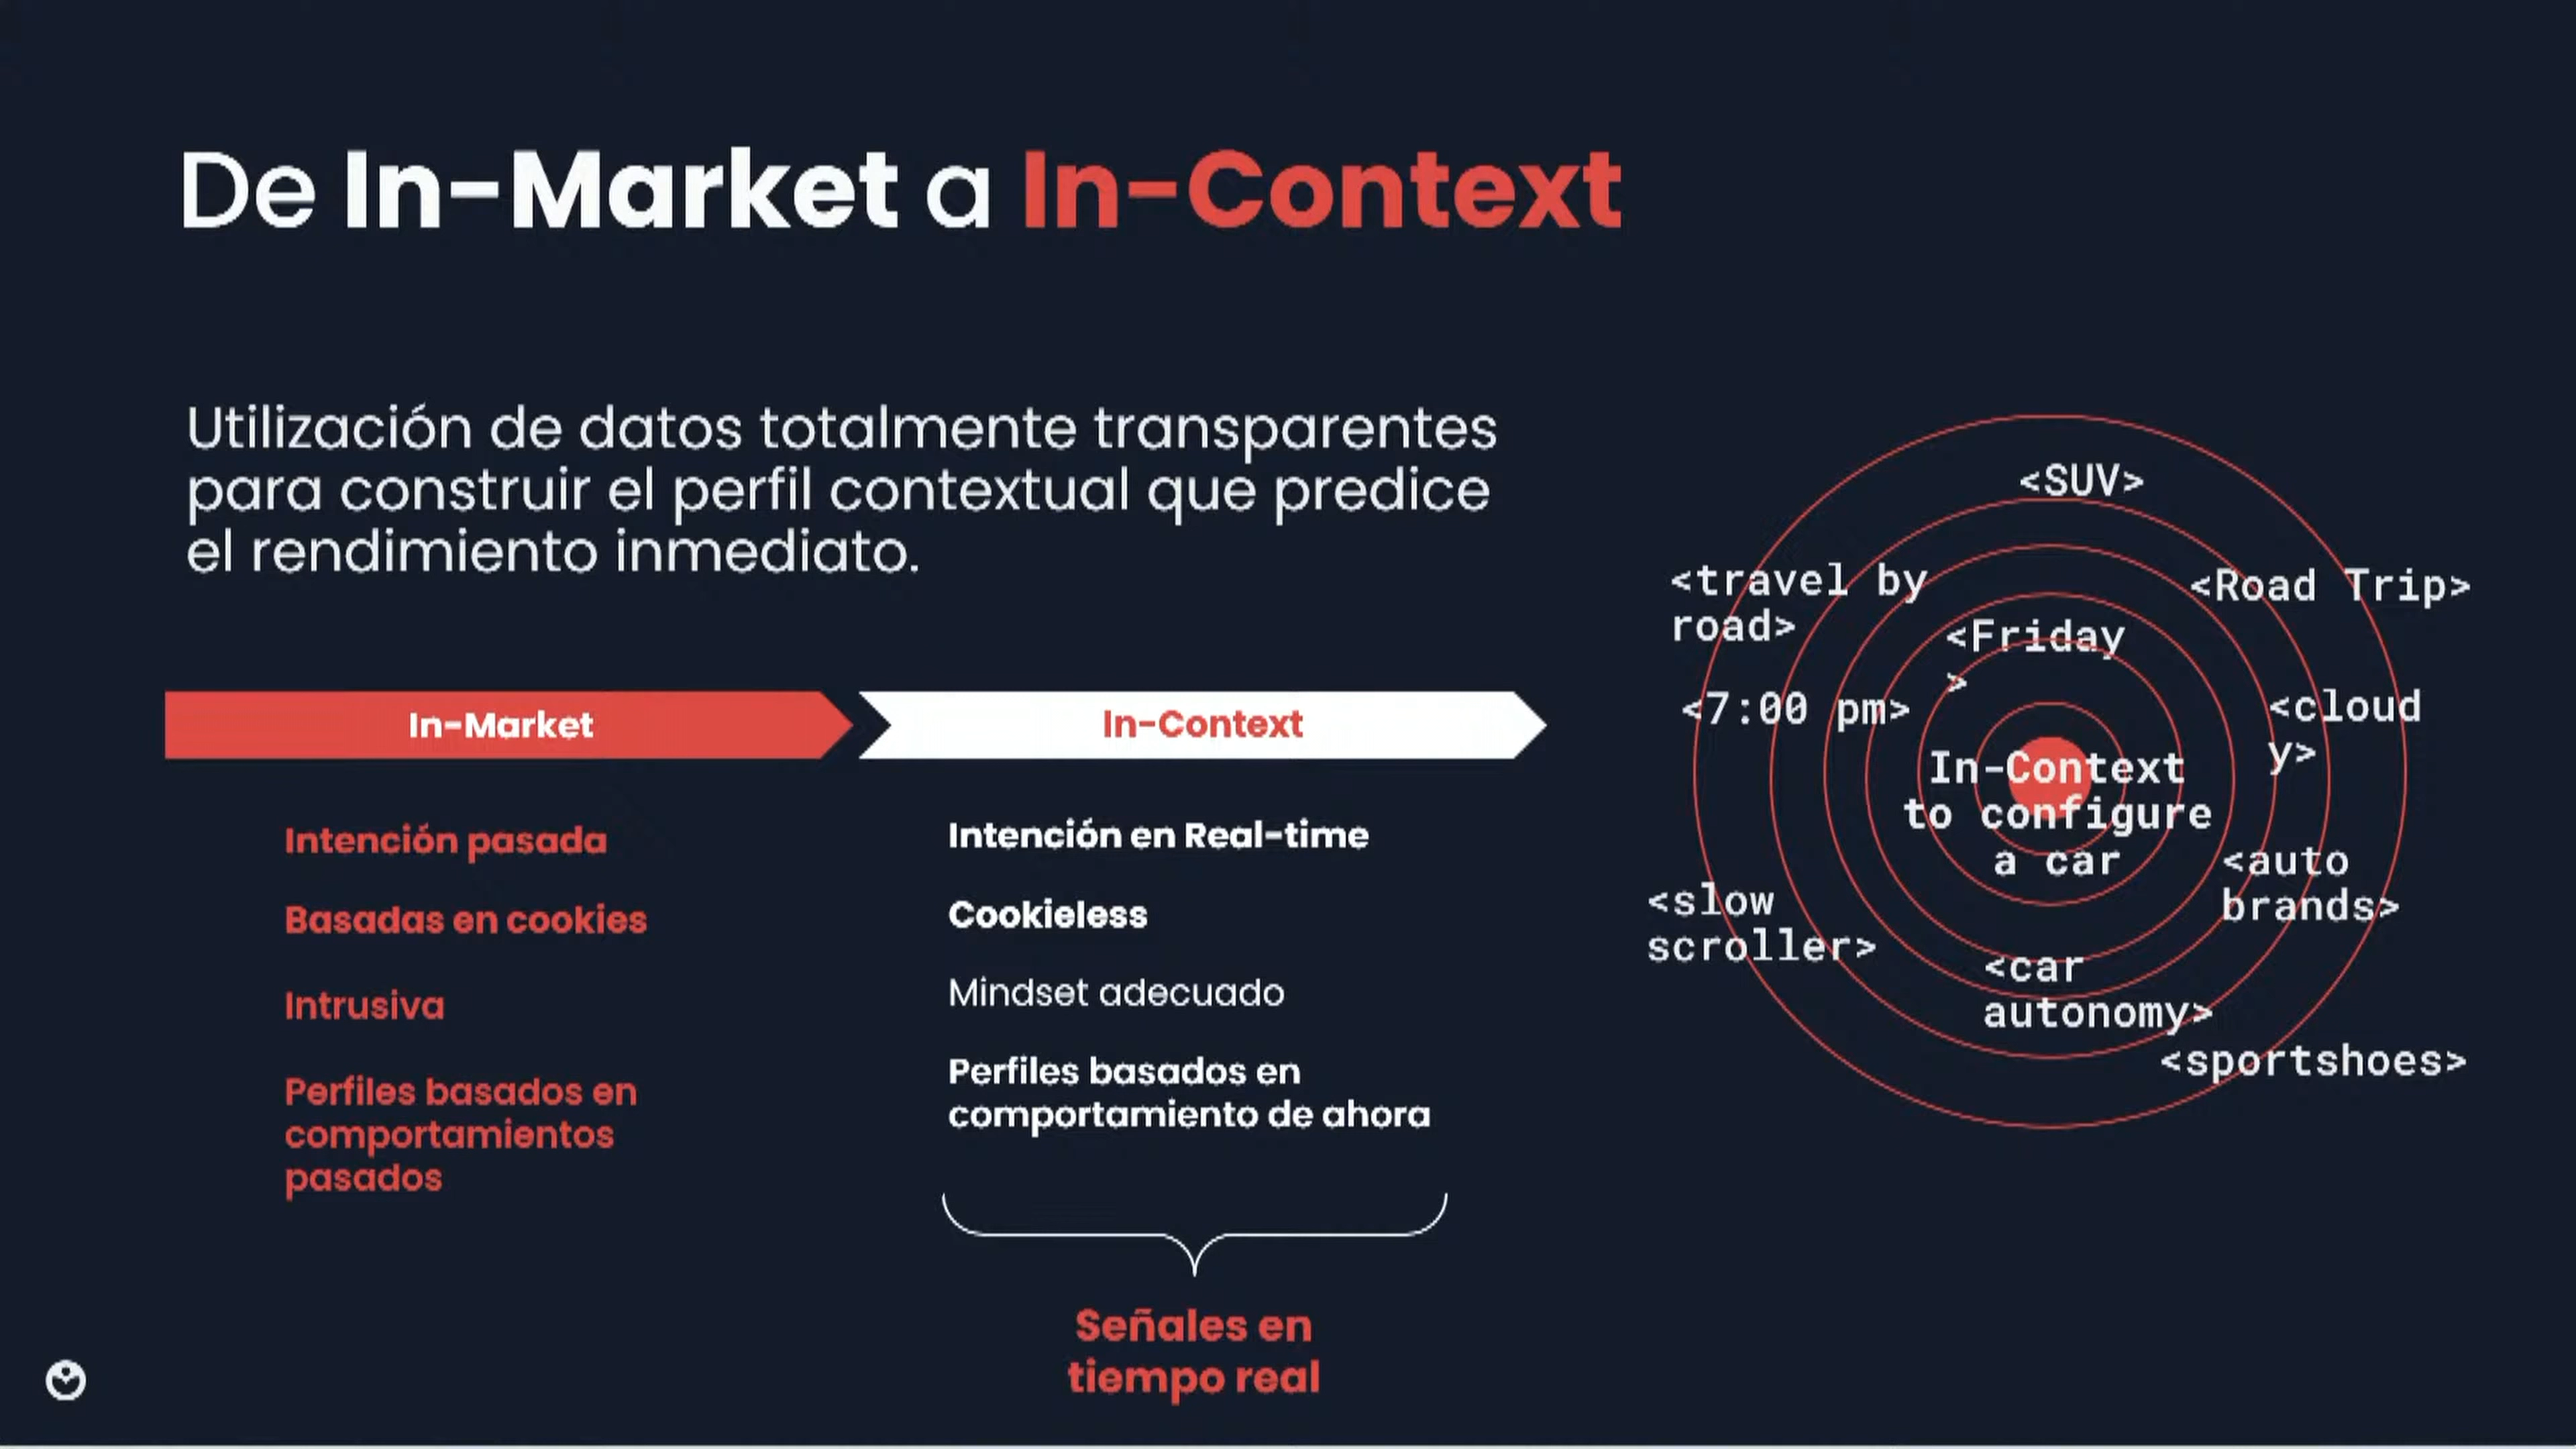 De In-Market a In-Context
Utilización de datos totalmente transparentes
para construir el perfil contextual que predice
el rendimiento inmediato.
In-Market
Intención pasada
Basadas en cookies
Intrusiva
Perfiles basados en
comportamientos
pasados
In-Context
Intención en Real-time
Cookieless
Mindset adecuado
Perfiles basados en
comportamiento de ahora
Señales en
tiempo real
<SUV>
<travel by
road>
<Road Trip>
<Friday
>
<7:00 pm>
<cloud
y>
In-Context
to configure
a car
<auto
brands>
<slow
scroller>
<car
autonomy>
<sportshoes>